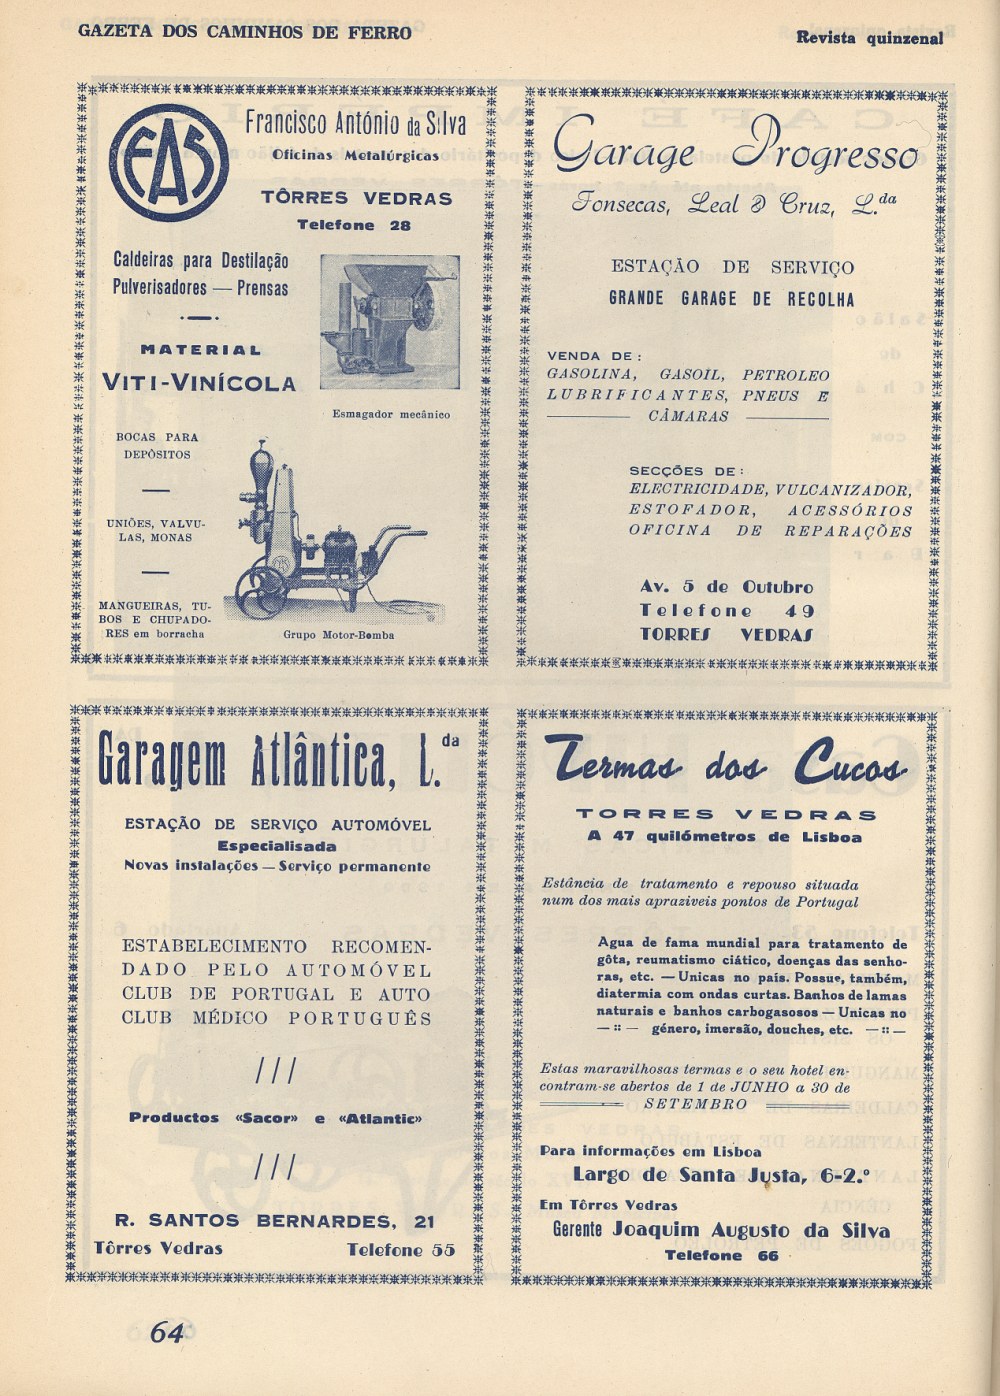 GAZETA DOS CAMINHOS DE FERRO
Revista quinzenal
FAS
Francisco António da Silva
Oficinas Metalúrgicas
TÔRRES VEDRAS
Telefone 28
Caldeiras para Destilação
Pulverisadores — Prensas
MATERIAL
VITI-VINÍCOLA
Esmagador mecânico
BOCAS PARA
DEPÓSITOS
UNIÕES, VALVU-
LAS, MONAS
MANGUEIRAS, TU-
BOS E CHUPADO-
RES em borracha
Grupo Motor-Bomba
Garage Progresso
Fonsecas, Leal & Cruz, L.da
ESTAÇÃO DE SERVIÇO
GRANDE GARAGE DE RECOLHA
VENDA DE:
GASOLINA, GASOIL, PETROLEO
LUBRIFICANTES, PNEUS E
CÂMARAS
SECÇÕES DE:
ELECTRICIDADE, VULCANIZADOR,
ESTOFADOR, ACESSÓRIOS
OFICINA DE REPARAÇÕES
Av. 5 de Outubro
Telefone 49
TORRES VEDRAS
Garagem Atlântica, L.da
ESTAÇÃO DE SERVIÇO AUTOMÓVEL
Especialisada
Novas instalações — Serviço permanente
ESTABELECIMENTO RECOMEN-
DADO PELO AUTOMÓVEL
CLUB DE PORTUGAL E AUTO
CLUB MÉDICO PORTUGUÊS
///
Productos «Sacor» e «Atlantic»
///
R. SANTOS BERNARDES, 21
Tôrres Vedras Telefone 55
Termas dos Cucos
TORRES VEDRAS
A 47 quilómetros de Lisboa
Estância de tratamento e repouso situada
num dos mais apraziveis pontos de Portugal
Agua de fama mundial para tratamento de
gôta, reumatismo ciático, doenças das senho-
ras, etc. — Unicas no país. Possue, também,
diatermia com ondas curtas. Banhos de lamas
naturais e banhos carbogasosos — Unicas no
— :: — género, imersão, douches, etc. — :: —
Estas maravilhosas termas e o seu hotel en-
contram-se abertos de 1 de JUNHO a 30 de
SETEMBRO
Para informações em Lisboa
Largo de Santa Justa, 6-2.º
Em Tôrres Vedras
Gerente Joaquim Augusto da Silva
Telefone 66
64